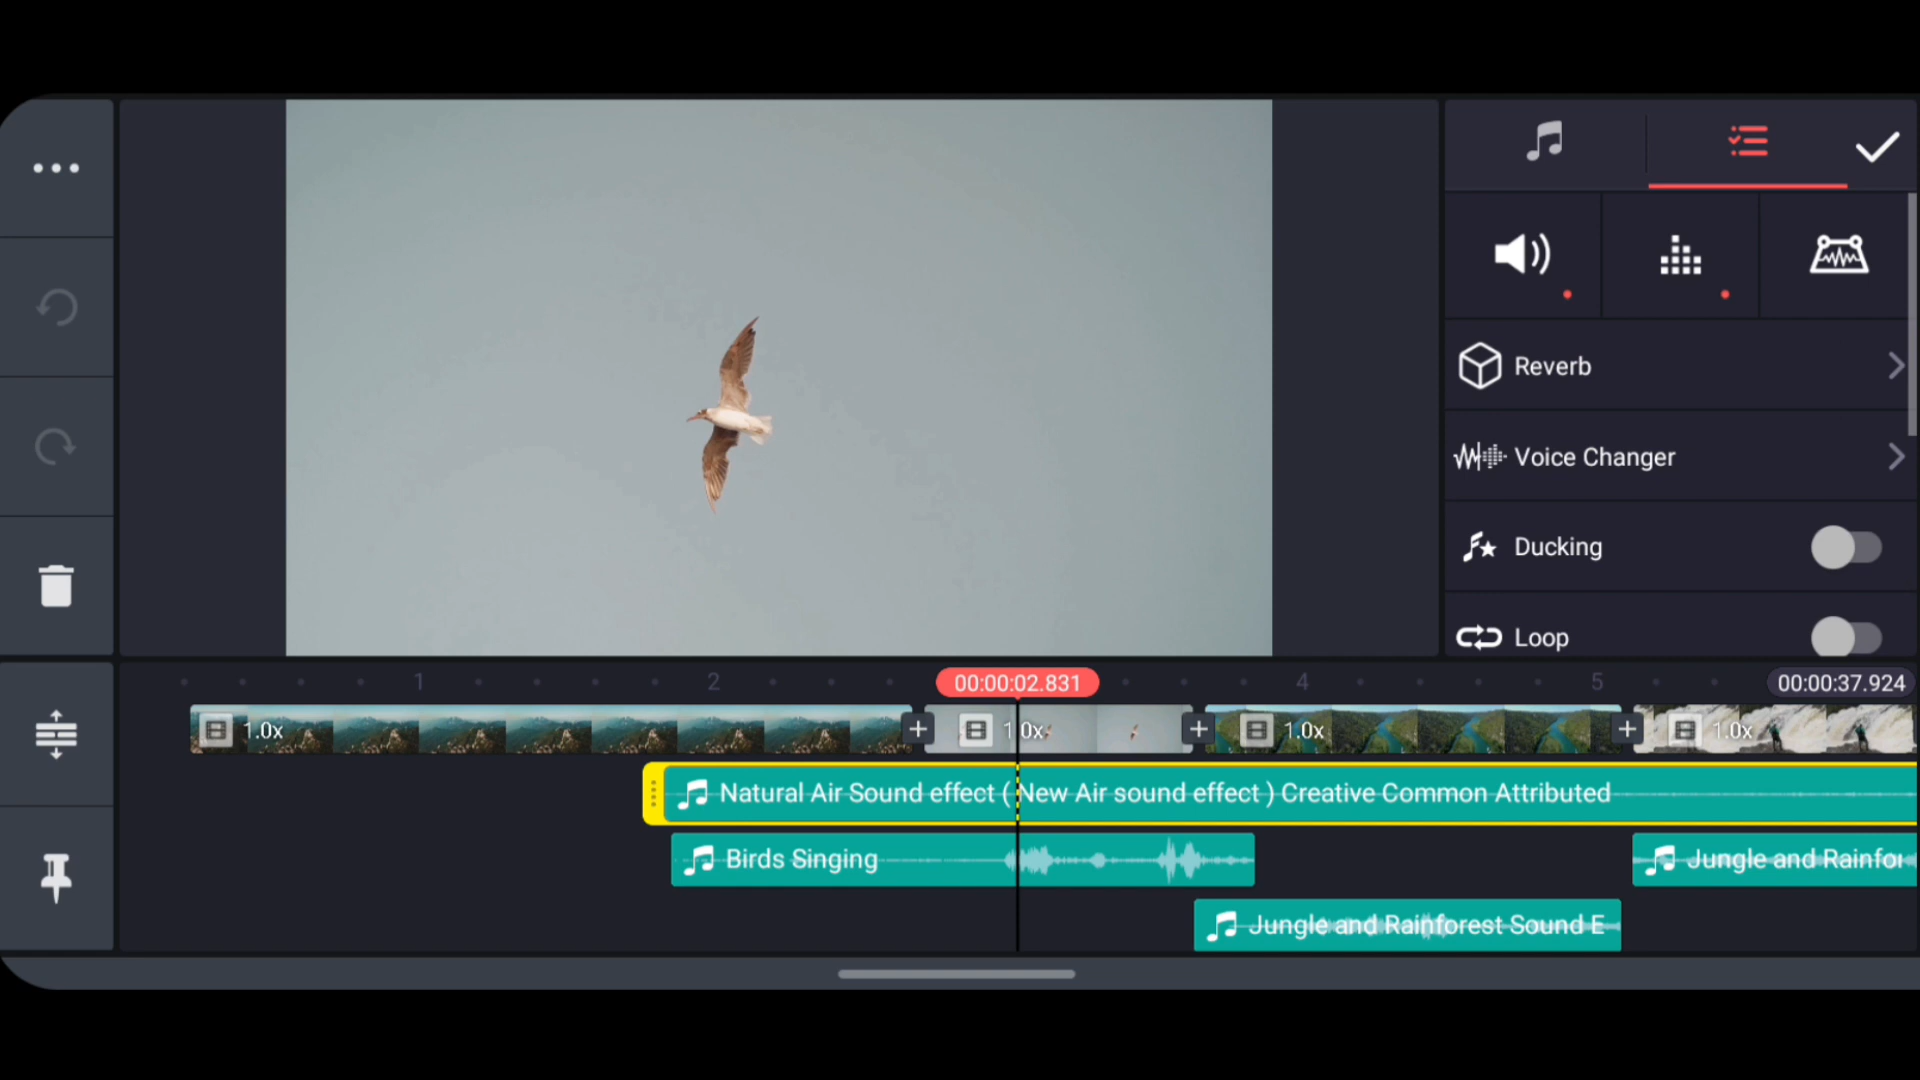 Reverb
Voice Changer
Ducking
Loop
1 2 00:00:02.831 4 5 00:00:37.924
1.0x 1.0x 1.0x 1.0x
Natural Air Sound effect ( New Air sound effect ) Creative Common Attributed
Birds Singing Jungle and Rainfor
Jungle and Rainforest Sound E